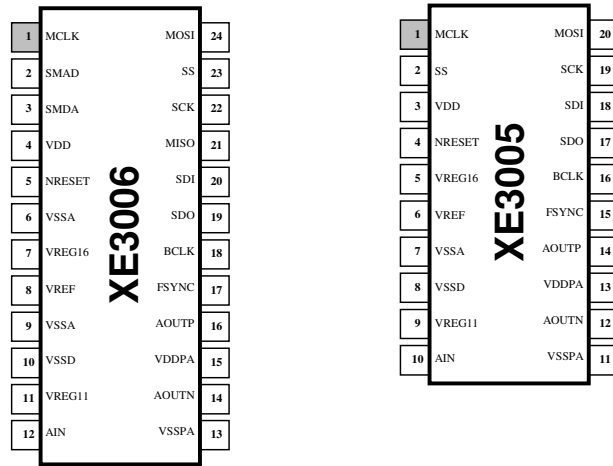 1 MCLK MOSI 24
2 SMAD SS 23
3 SMDA SCK 22
4 VDD MISO 21
5 NRESET SDI 20
6 VSSA SDO 19
7 VREG16 BCLK 18
8 VREF FSYNC 17
9 VSSA AOUTP 16
10 VSSD VDDPA 15
11 VREG11 AOUTN 14
12 AIN VSSPA 13
XE3006
1 MCLK MOSI 20
2 SS SCK 19
3 VDD SDI 18
4 NRESET SDO 17
5 VREG16 BCLK 16
6 VREF FSYNC 15
7 VSSA AOUTP 14
8 VSSD VDDPA 13
9 VREG11 AOUTN 12
10 AIN VSSPA 11
XE3005